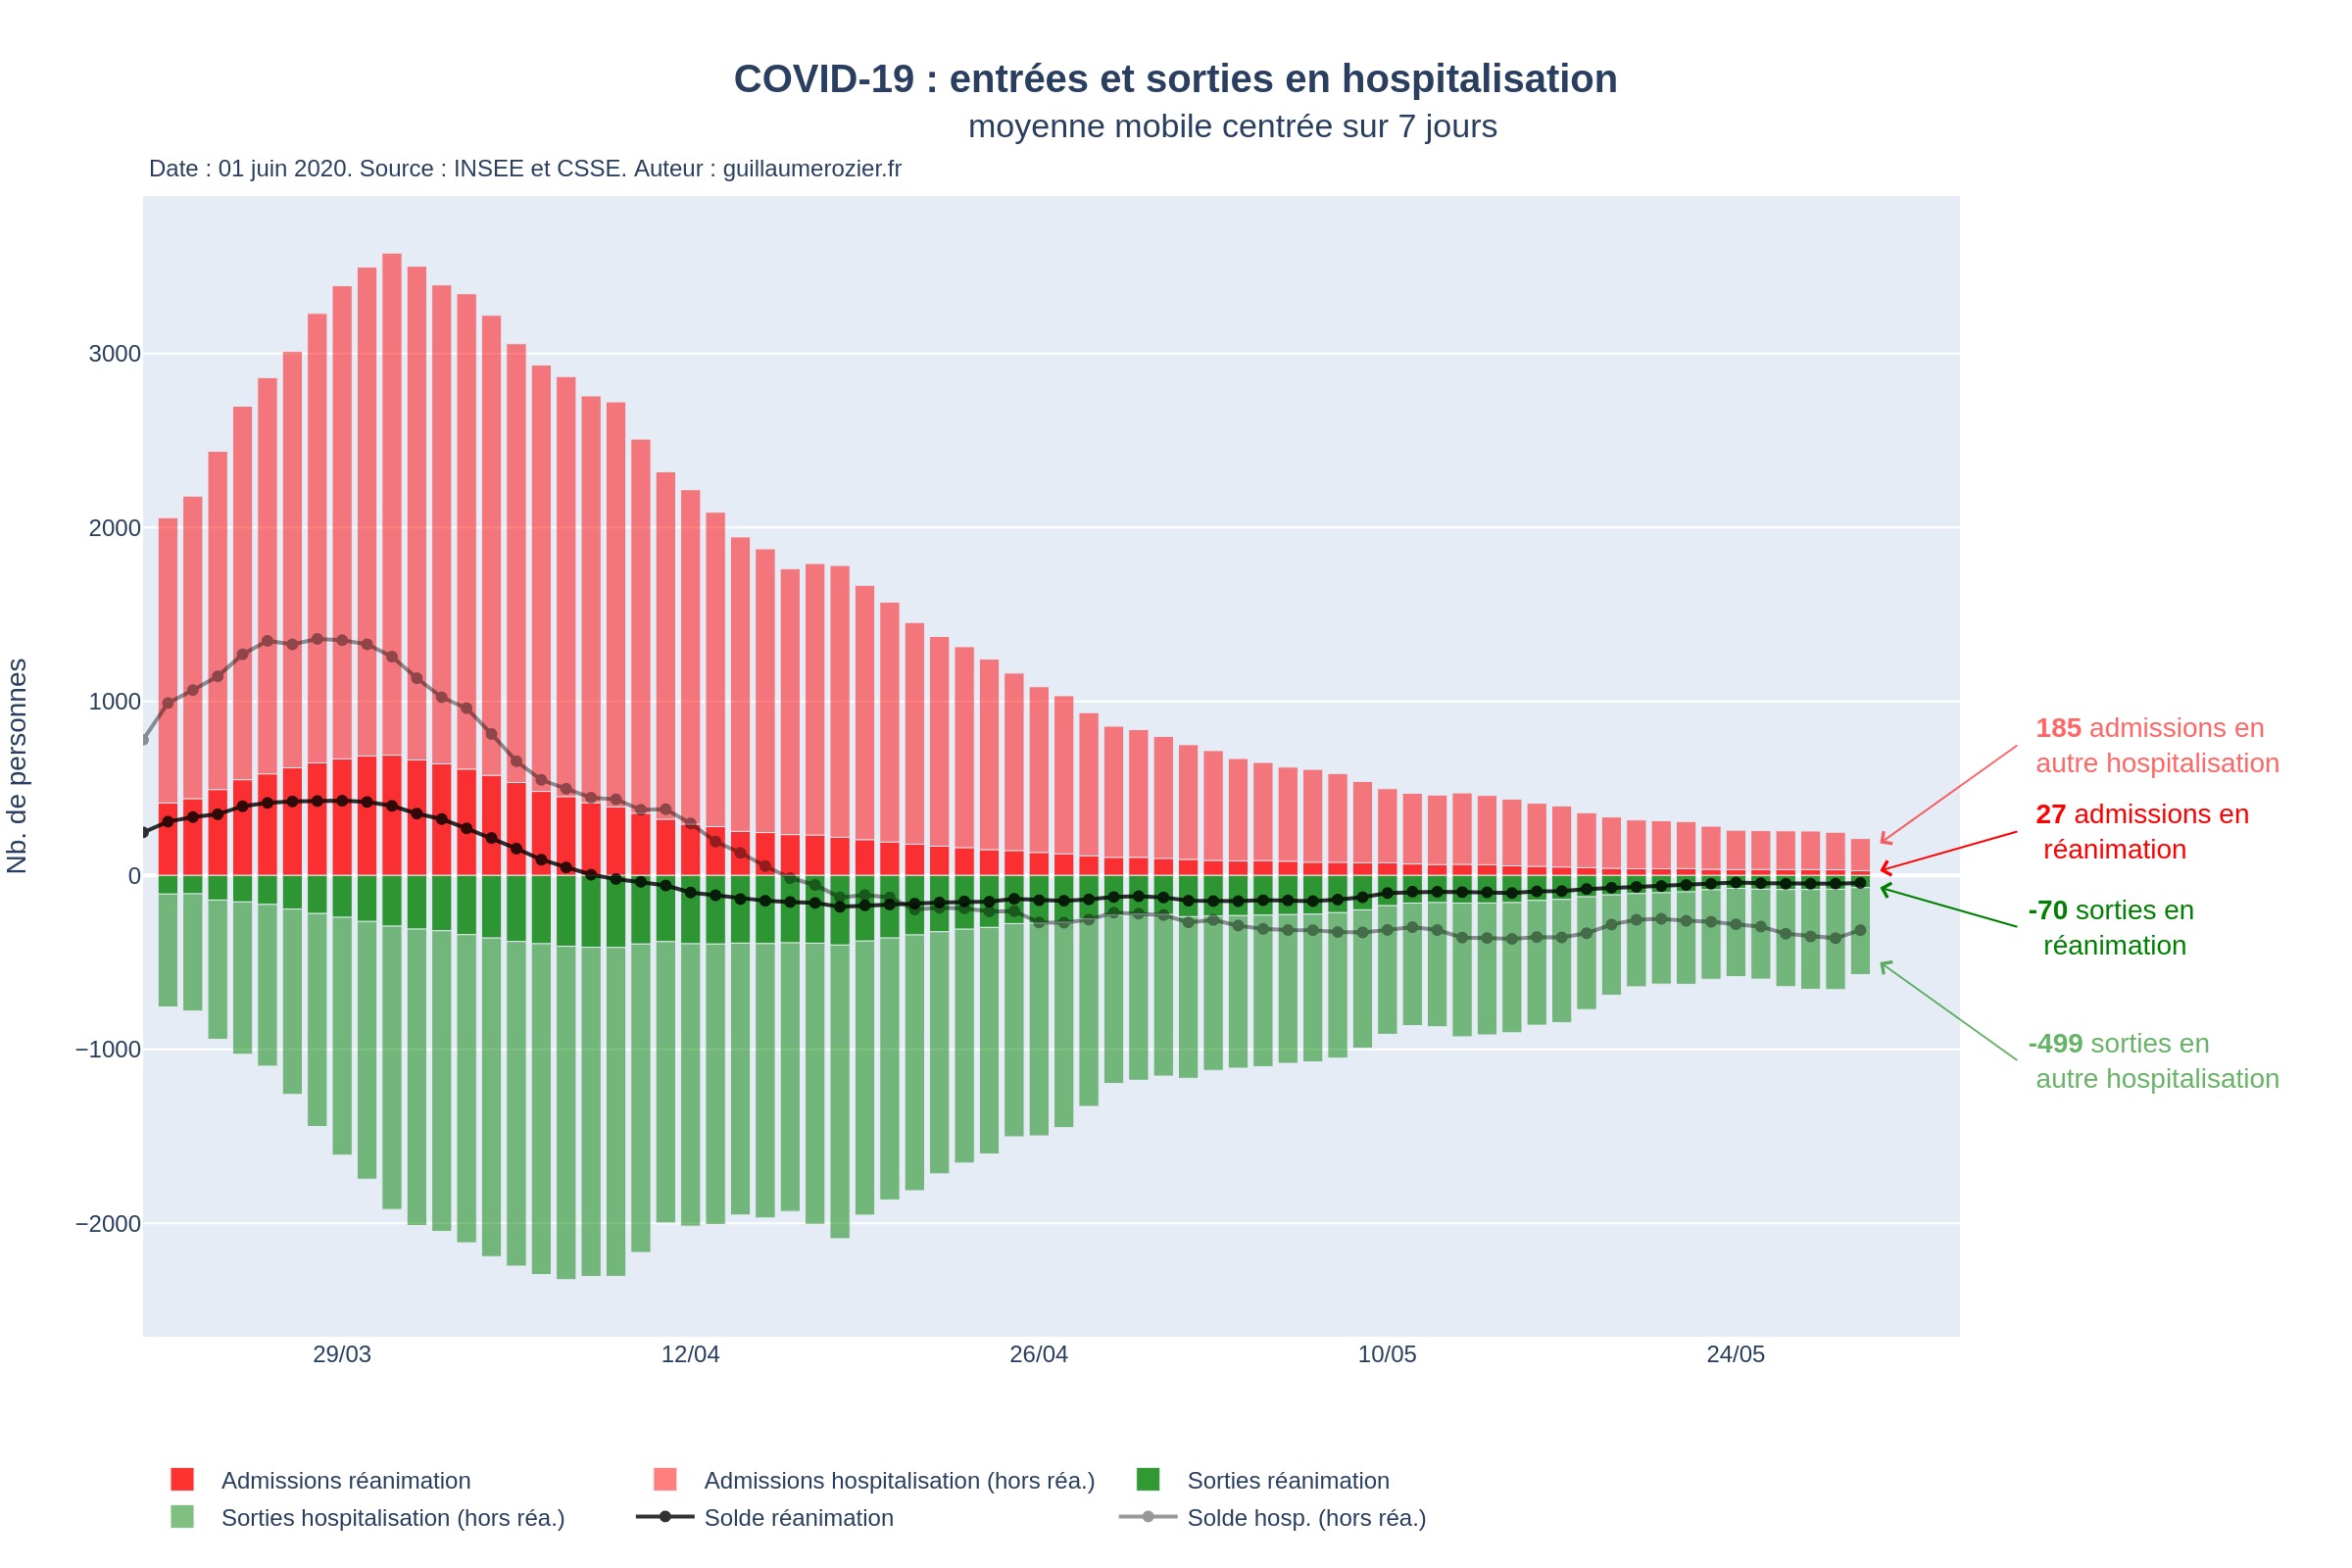 COVID-19 : entrées et sorties en hospitalisation
moyenne mobile centrée sur 7 jours
Date : 01 juin 2020. Source : INSEE et CSSE. Auteur : guillaumerozier.fr
Nb. de personnes
3000
2000
1000
0
−1000
−2000
29/03
12/04
26/04
10/05
24/05
185 admissions en
autre hospitalisation
27 admissions en
réanimation
-70 sorties en
réanimation
-499 sorties en
autre hospitalisation
Admissions réanimation
Admissions hospitalisation (hors réa.)
Sorties réanimation
Sorties hospitalisation (hors réa.)
Solde réanimation
Solde hosp. (hors réa.)